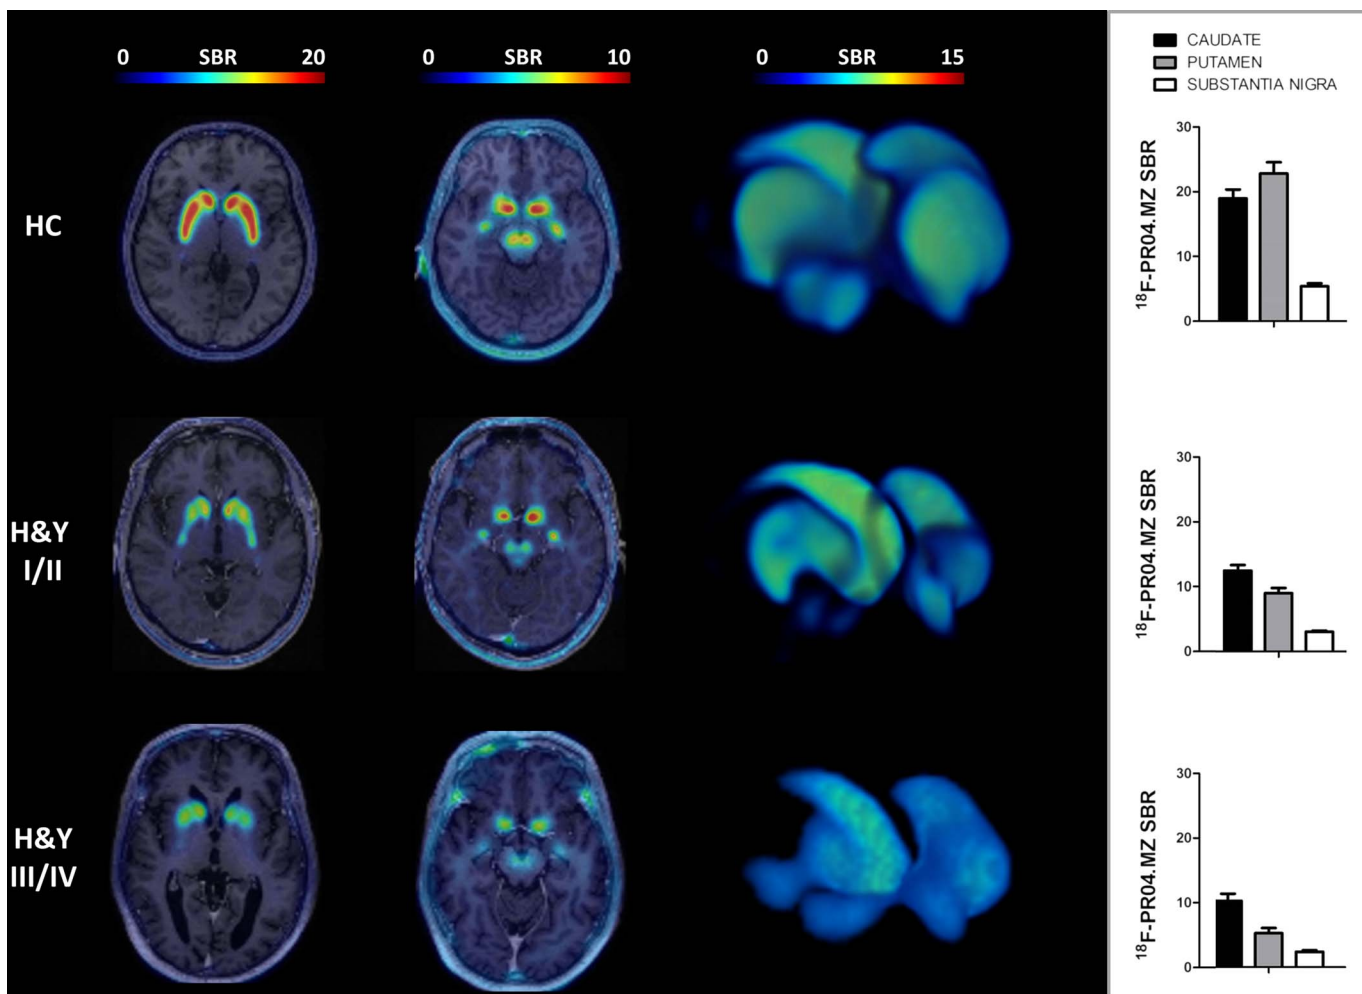 0 SBR 20
0 SBR 10
0 SBR 15
CAUDATE
PUTAMEN
SUBSTANTIA NIGRA
HC
30
20
10
0
18F-PR04.MZ SBR
H&Y
I/II
30
20
10
0
18F-PR04.MZ SBR
H&Y
III/IV
30
20
10
0
18F-PR04.MZ SBR